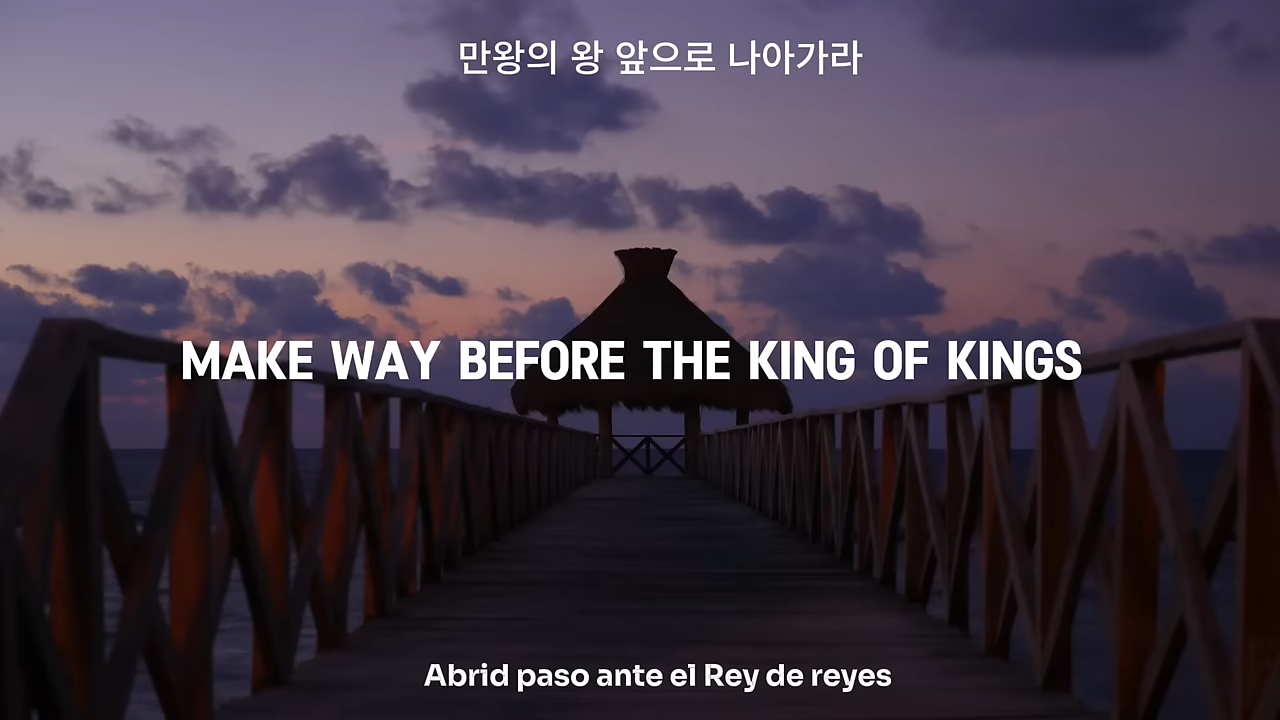 만왕의 왕 앞으로 나아가라
MAKE WAY BEFORE THE KING OF KINGS
Abrid paso ante el Rey de reyes